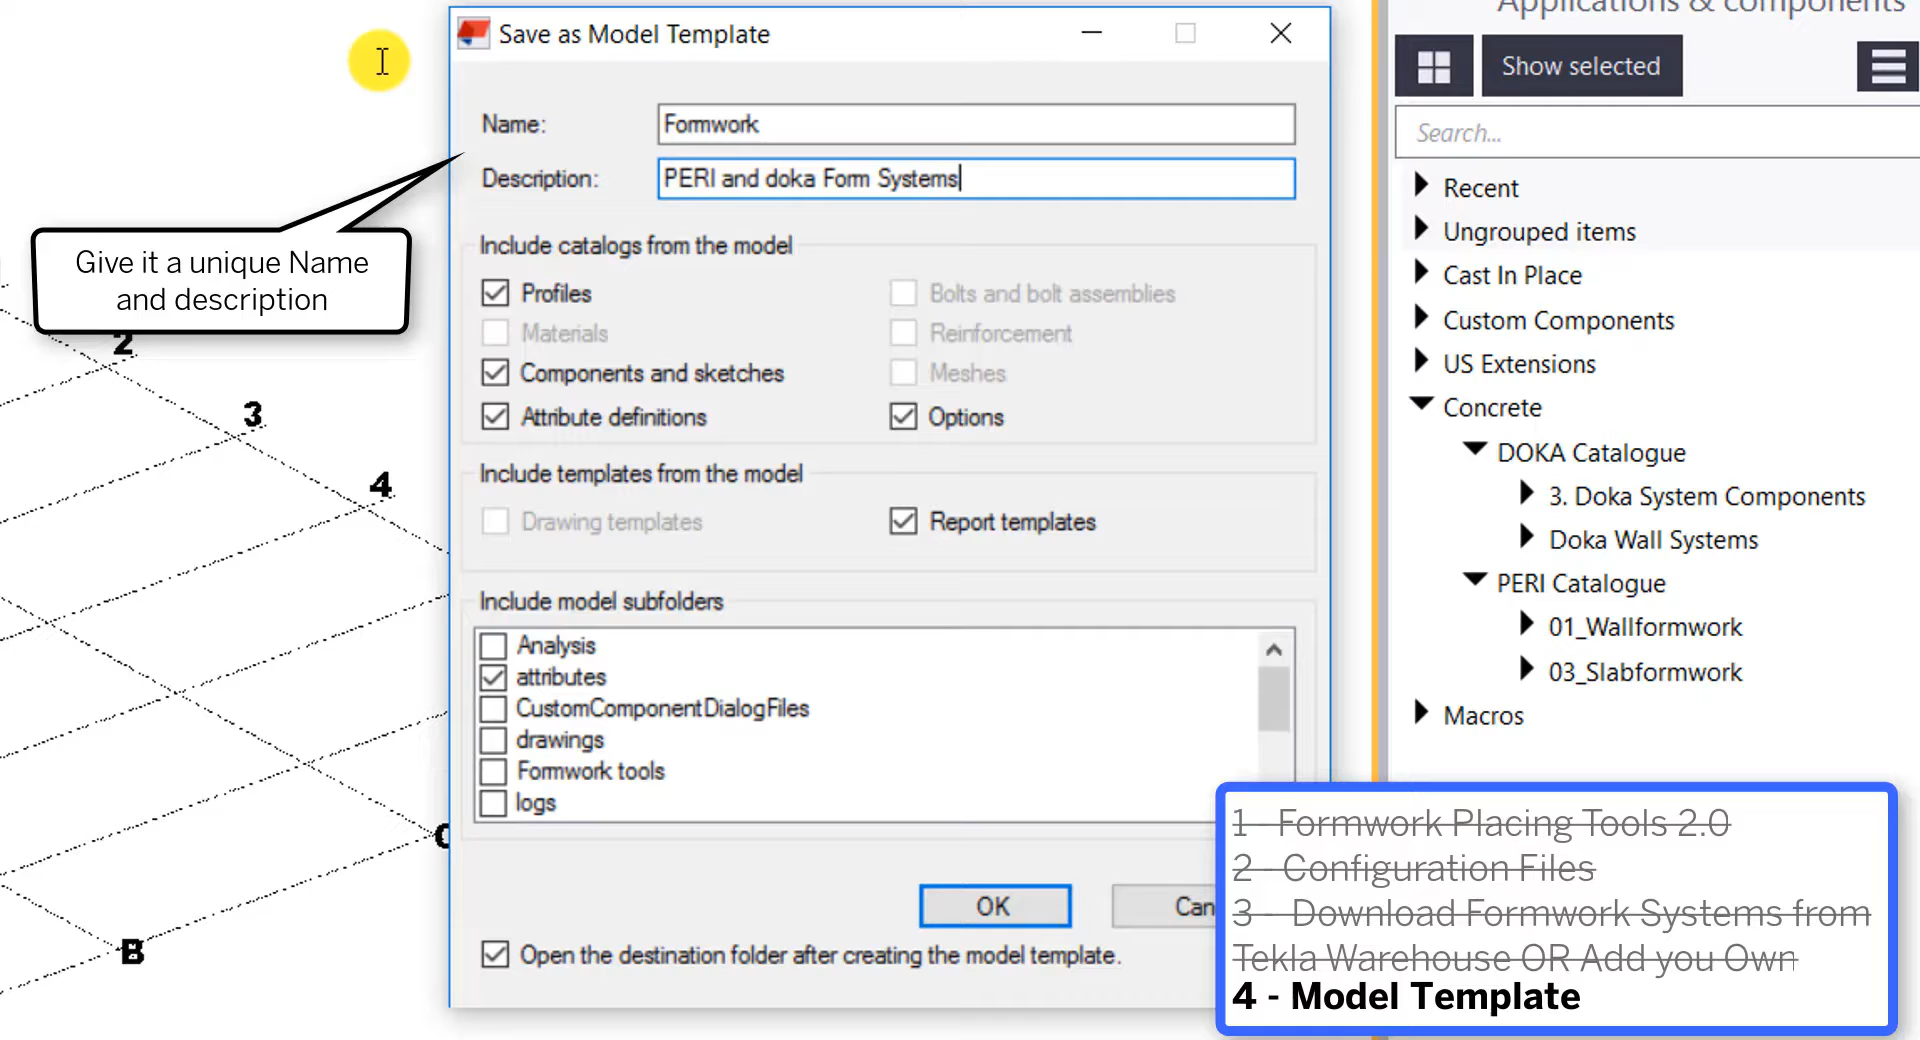 Save as Model Template
Name:
Formwork
Description:
PERI and doka Form Systems
Give it a unique Name
and description
Include catalogs from the model
Profiles
Bolts and bolt assemblies
Materials
Reinforcement
Components and sketches
Meshes
Attribute definitions
Options
Include templates from the model
Drawing templates
Report templates
Include model subfolders
Analysis
attributes
CustomComponentDialogFiles
drawings
Formwork tools
logs
OK
Can
Open the destination folder after creating the model template.
2
3
4
C
B
Applications & components
Show selected
Search...
Recent
Ungrouped items
Cast In Place
Custom Components
US Extensions
Concrete
DOKA Catalogue
3. Doka System Components
Doka Wall Systems
PERI Catalogue
01_Wallformwork
03_Slabformwork
Macros
1 - Formwork Placing Tools 2.0
2 - Configuration Files
3 - Download Formwork Systems from
Tekla Warehouse OR Add you Own
4 - Model Template